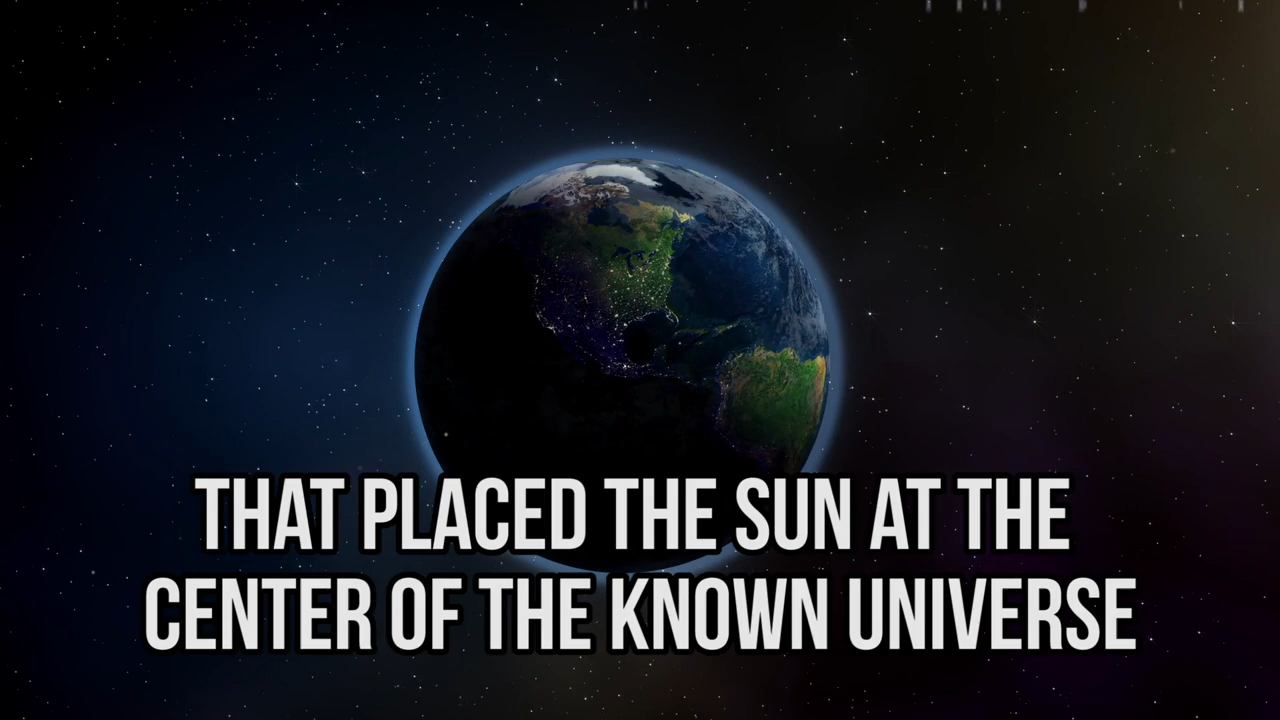 THAT PLACED THE SUN AT THE
CENTER OF THE KNOWN UNIVERSE